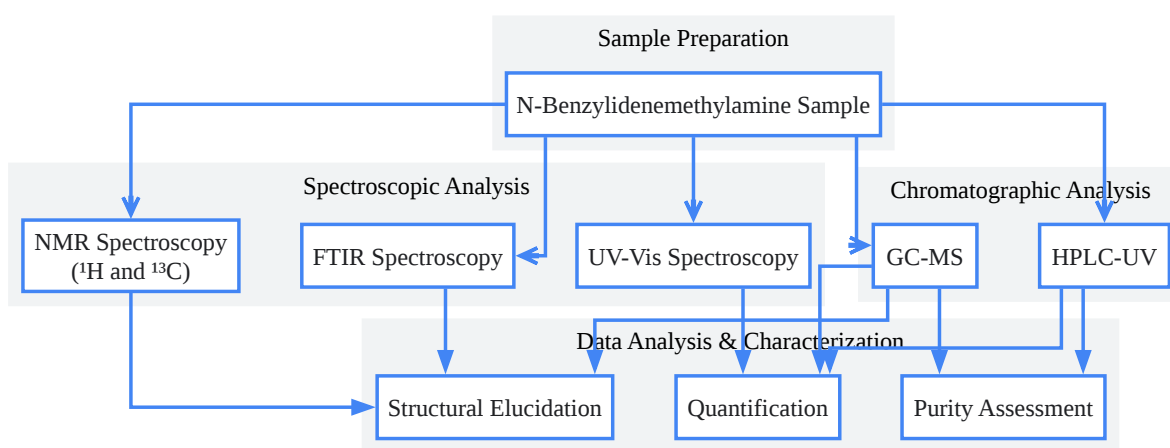 Sample Preparation
N-Benzylidenemethylamine Sample
Spectroscopic Analysis
Chromatographic Analysis
NMR Spectroscopy
(¹H and ¹³C)
FTIR Spectroscopy
UV-Vis Spectroscopy
GC-MS
HPLC-UV
Data Analysis & Characterization
Structural Elucidation
Quantification
Purity Assessment